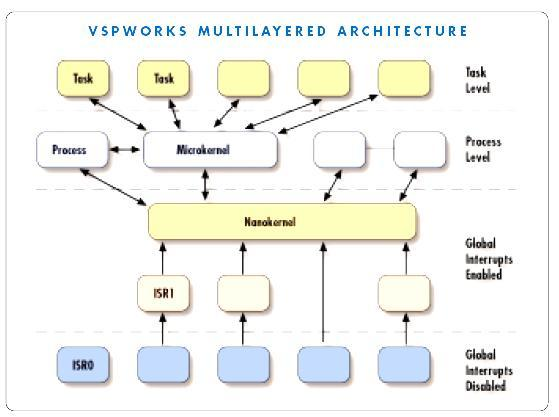 VSPWORKS MULTILAYERED ARCHITECTURE
Task
Task
Task
Level
Process
Microkernel
Process
Level
Nanokernel
Global
Interrupts
Enabled
ISR1
ISR0
Global
Interrupts
Disabled